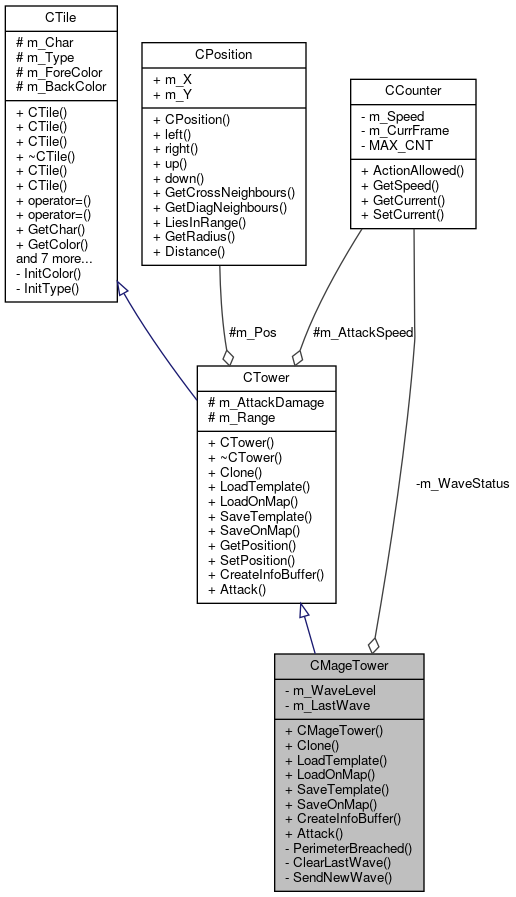 CTile
# m_Char
# m_Type
# m_ForeColor
# m_BackColor
+ CTile()
+ CTile()
+ CTile()
+ ~CTile()
+ CTile()
+ CTile()
+ operator=()
+ operator=()
+ GetChar()
+ GetColor()
and 7 more...
- InitColor()
- InitType()
CPosition
+ m_X
+ m_Y
+ CPosition()
+ left()
+ right()
+ up()
+ down()
+ GetCrossNeighbours()
+ GetDiagNeighbours()
+ LiesInRange()
+ GetRadius()
+ Distance()
CCounter
- m_Speed
- m_CurrFrame
- MAX_CNT
+ ActionAllowed()
+ GetSpeed()
+ GetCurrent()
+ SetCurrent()
#m_Pos
#m_AttackSpeed
CTower
# m_AttackDamage
# m_Range
+ CTower()
+ ~CTower()
+ Clone()
+ LoadTemplate()
+ LoadOnMap()
+ SaveTemplate()
+ SaveOnMap()
+ GetPosition()
+ SetPosition()
+ CreateInfoBuffer()
+ Attack()
-m_WaveStatus
CMageTower
- m_WaveLevel
- m_LastWave
+ CMageTower()
+ Clone()
+ LoadTemplate()
+ LoadOnMap()
+ SaveTemplate()
+ SaveOnMap()
+ CreateInfoBuffer()
+ Attack()
- PerimeterBreached()
- ClearLastWave()
- SendNewWave()